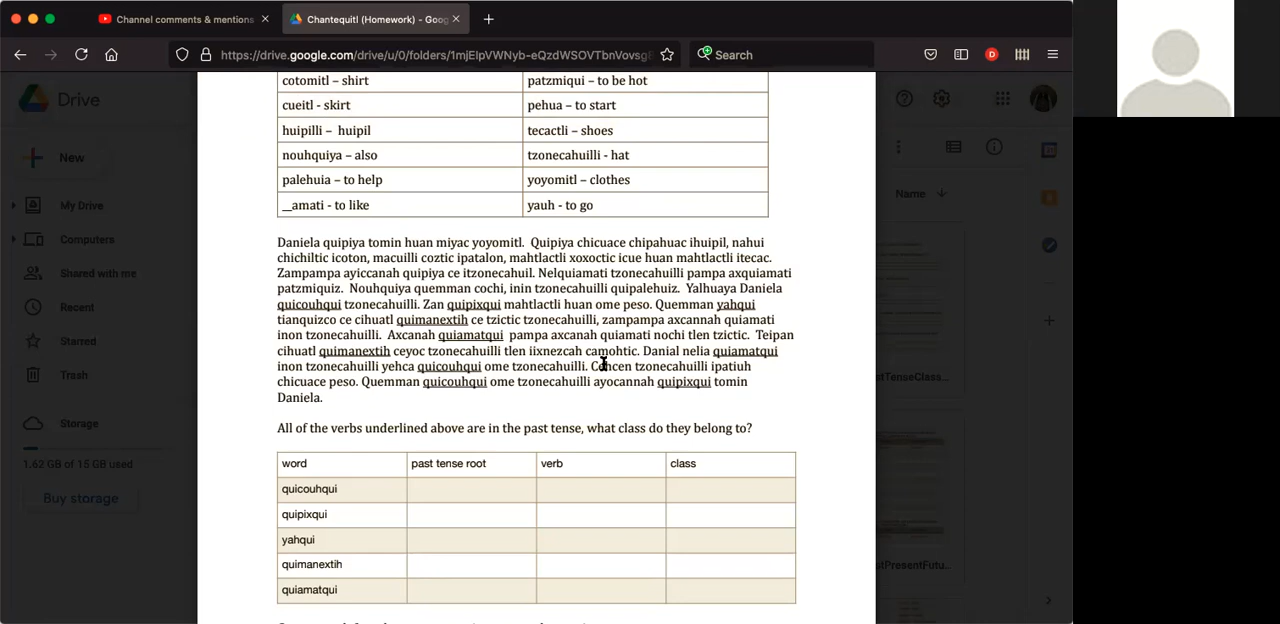 Channel comments & mentions
Chantequitl (Homework) - Goog
https://drive.google.com/drive/u/0/folders/1mjElpVWNyb-eQzdWSOVTbnVovsg
Search
Drive
New
My Drive
Computers
Shared with me
Recent
Starred
Trash
Storage
1.62 GB of 15 GB used
Buy storage
Name
astTenseClass...
astPresentFutu...
cotomitl – shirt
patzmiqui – to be hot
cueitl - skirt
pehua – to start
huipilli – huipil
tecactli – shoes
nouhquiya – also
tzonecahuilli - hat
palehuia – to help
yoyomitl – clothes
__amati - to like
yauh - to go
Daniela quipiya tomin huan miyac yoyomitl. Quipiya chicuace chipahuac ihuipil, nahui
chichiltic icoton, macuilli coztic ipatalon, mahtlactli xoxoctic icue huan mahtlactli itecac.
Zampampa ayiccanah quipiya ce itzonecahuil. Nelquiamati tzonecahuilli pampa axquiamati
patzmiquiz. Nouhquiya quemman cochi, inin tzonecahuilli quipalehuiz. Yalhuaya Daniela
quicouhqui tzonecahuilli. Zan quipixqui mahtlactli huan ome peso. Quemman yahqui
tianquizco ce cihuatl quimanextih ce tzictic tzonecahuilli, zampampa axcannah quiamati
inon tzonecahuilli. Axcanah quiamatqui pampa axcanah quiamati nochi tlen tzictic. Teipan
cihuatl quimanextih ceyoc tzonecahuilli tlen iixnezcah camohtic. Danial nelia quiamatqui
inon tzonecahuilli yehca quicouhqui ome tzonecahuilli. Cencen tzonecahuilli ipatiuh
chicuace peso. Quemman quicouhqui ome tzonecahuilli ayocannah quipixqui tomin
Daniela.
All of the verbs underlined above are in the past tense, what class do they belong to?
word
past tense root
verb
class
quicouhqui
quipixqui
yahqui
quimanextih
quiamatqui